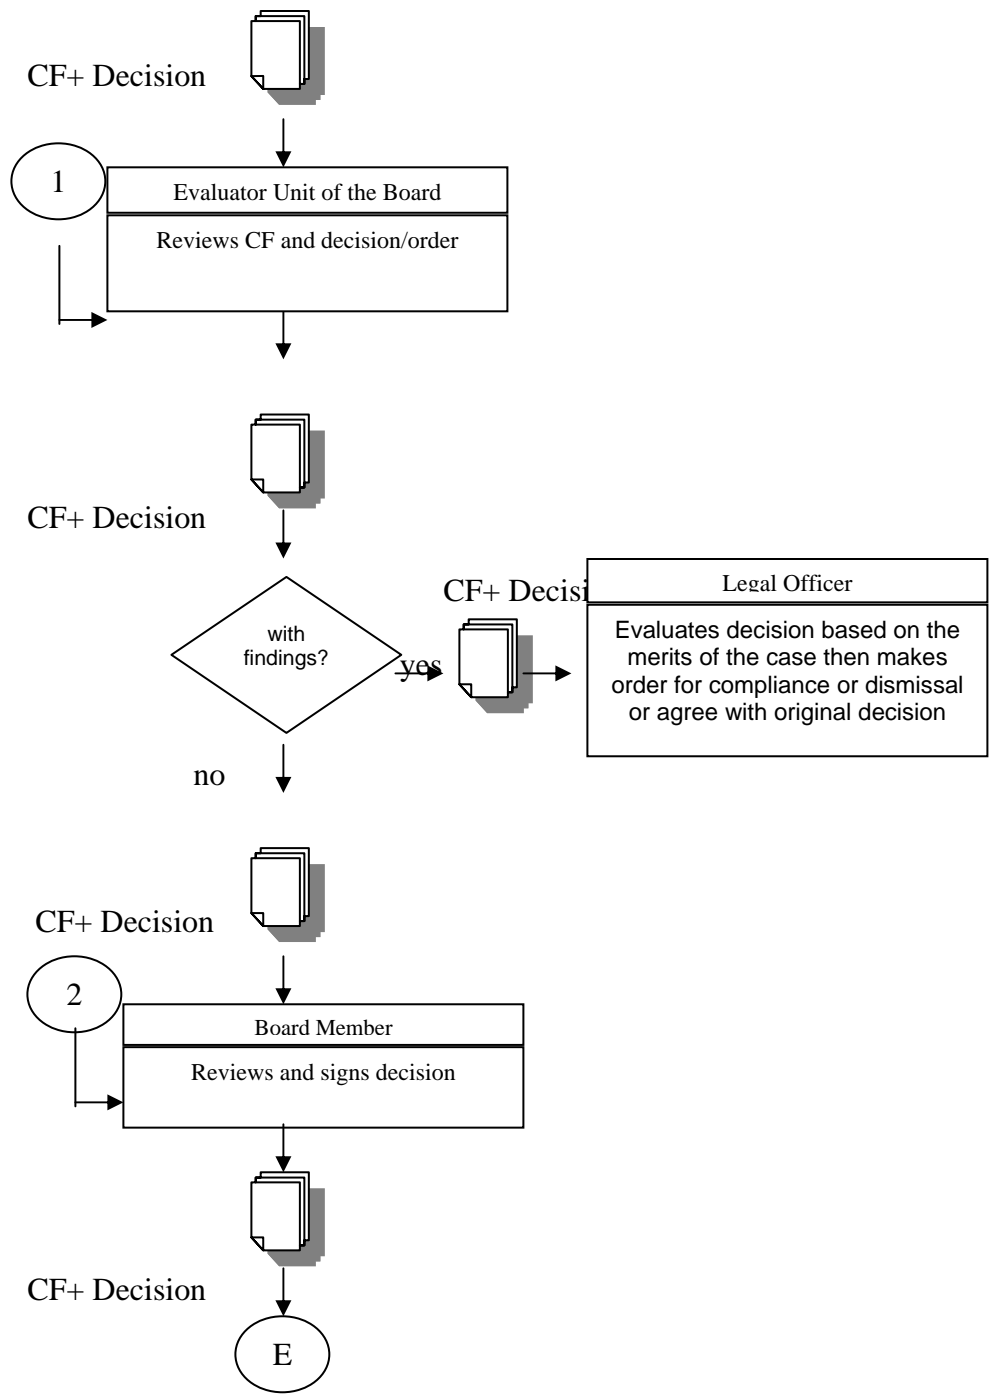 CF+ Decision
1
Evaluator Unit of the Board
Reviews CF and decision/order
CF+ Decision
with
findings?
yes
CF+ Decisi
Legal Officer
Evaluates decision based on the
merits of the case then makes
order for compliance or dismissal
or agree with original decision
no
CF+ Decision
2
Board Member
Reviews and signs decision
CF+ Decision
E